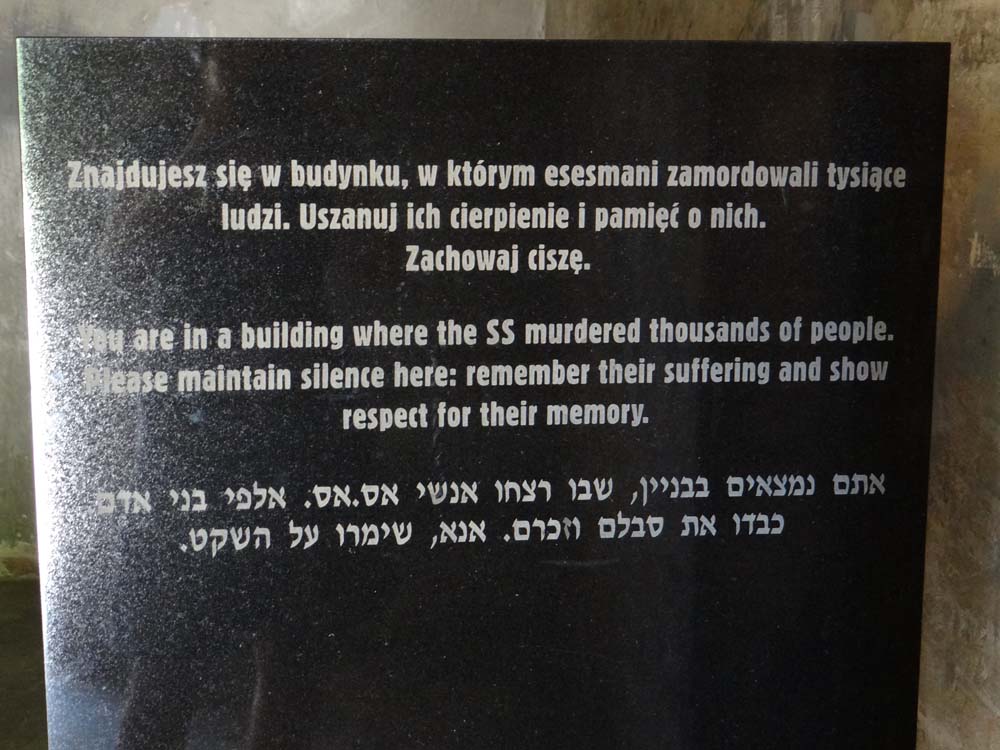 Znajdujesz się w budynku, w którym esesmani zamordowali tysiące
ludzi. Uszanuj ich cierpienie i pamięć o nich.
Zachowaj ciszę.
You are in a building where the SS murdered thousands of people.
Please maintain silence here: remember their suffering and show
respect for their memory.
אתם נמצאים בבניין, שבו רצחו אנשי אס.אס. אלפי בני אדם
כבדו את סבלם וזכרם. אנא, שימרו על השקט.